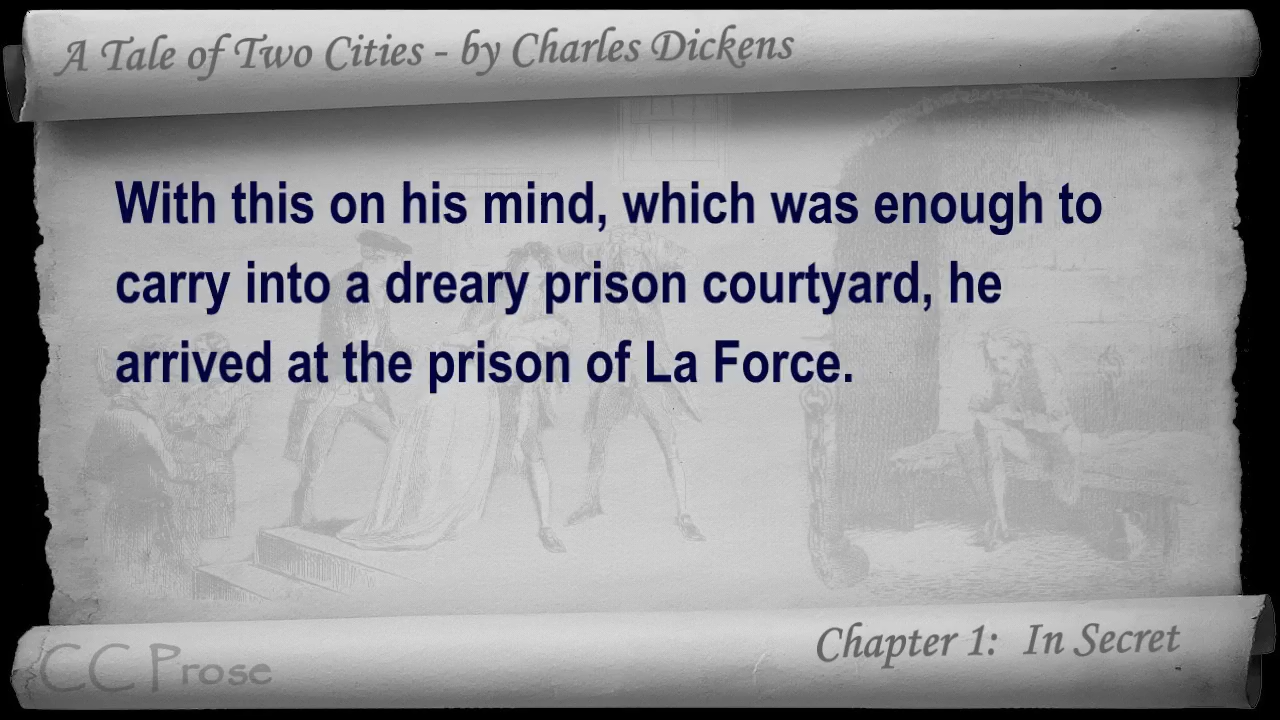 A Tale of Two Cities - by Charles Dickens
With this on his mind, which was enough to
carry into a dreary prison courtyard, he
arrived at the prison of La Force.
Chapter 1: In Secret
CC Prose